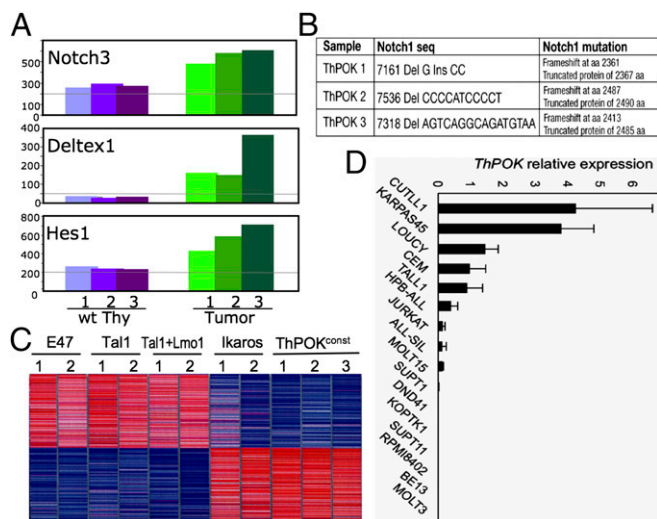 A
Notch3
500
300
100
0
Deltex1
400
300
200
100
0
Hes1
800
600
400
200
0
1 2 3 1 2 3
wt Thy Tumor
B
Sample Notch1 seq Notch1 mutation
ThPOK 1 7161 Del G Ins CC Frameshift at aa 2361
Truncated protein of 2367 aa
ThPOK 2 7536 Del CCCCATCCCCT Frameshift at aa 2487
Truncated protein of 2490 aa
ThPOK 3 7318 Del AGTCAGGCAGATGTAA Frameshift at aa 2413
Truncated protein of 2485 aa
C
E47 Tal1 Tal1+Lmo1 Ikaros ThPOKconst
1 2 1 2 1 2 1 2 1 2 3
D
ThPOK relative expression
0 1 2 3 4 5 6
CUTLL1
KARPAS45
LOUCY
CEM
TALL1
HPB-ALL
JURKAT
ALL-SIL
MOLT15
SUPT1
DND41
KOPTK1
SUPT11
RPMI8402
BE13
MOLT3